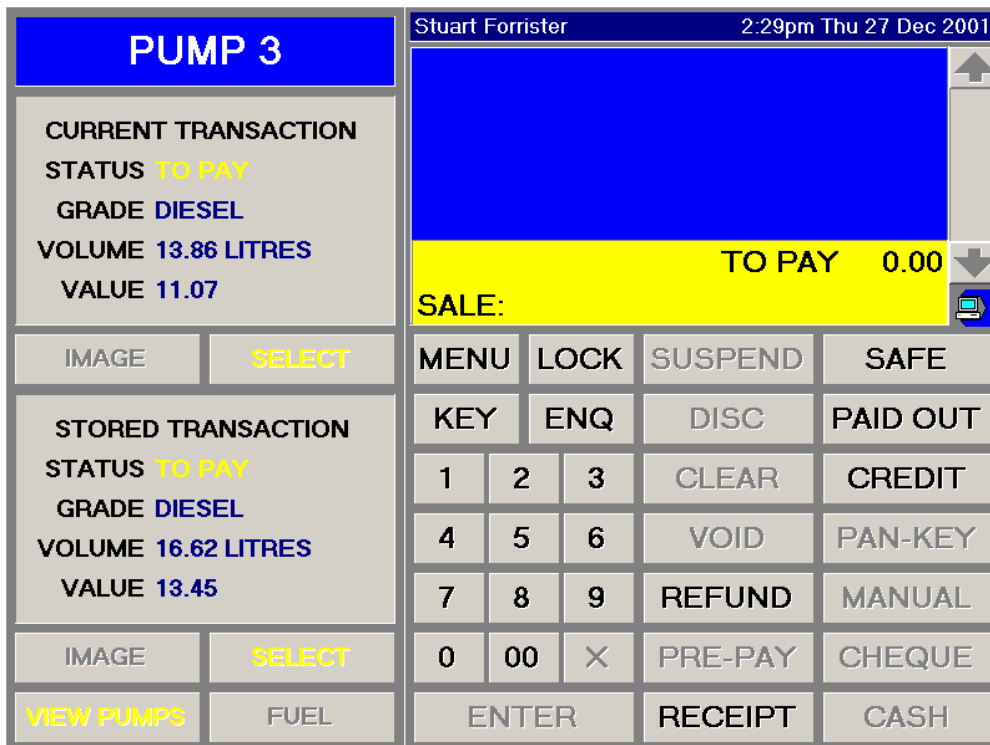 PUMP 3
CURRENT TRANSACTION
STATUS TO PAY
GRADE DIESEL
VOLUME 13.86 LITRES
VALUE 11.07
IMAGE SELECT
STORED TRANSACTION
STATUS TO PAY
GRADE DIESEL
VOLUME 16.62 LITRES
VALUE 13.45
IMAGE SELECT
VIEW PUMPS FUEL
Stuart Forrister 2:29pm Thu 27 Dec 2001
TO PAY 0.00
SALE:
MENU LOCK SUSPEND SAFE
KEY ENQ DISC PAID OUT
1 2 3 CLEAR CREDIT
4 5 6 VOID PAN-KEY
7 8 9 REFUND MANUAL
0 00 X PRE-PAY CHEQUE
ENTER RECEIPT CASH